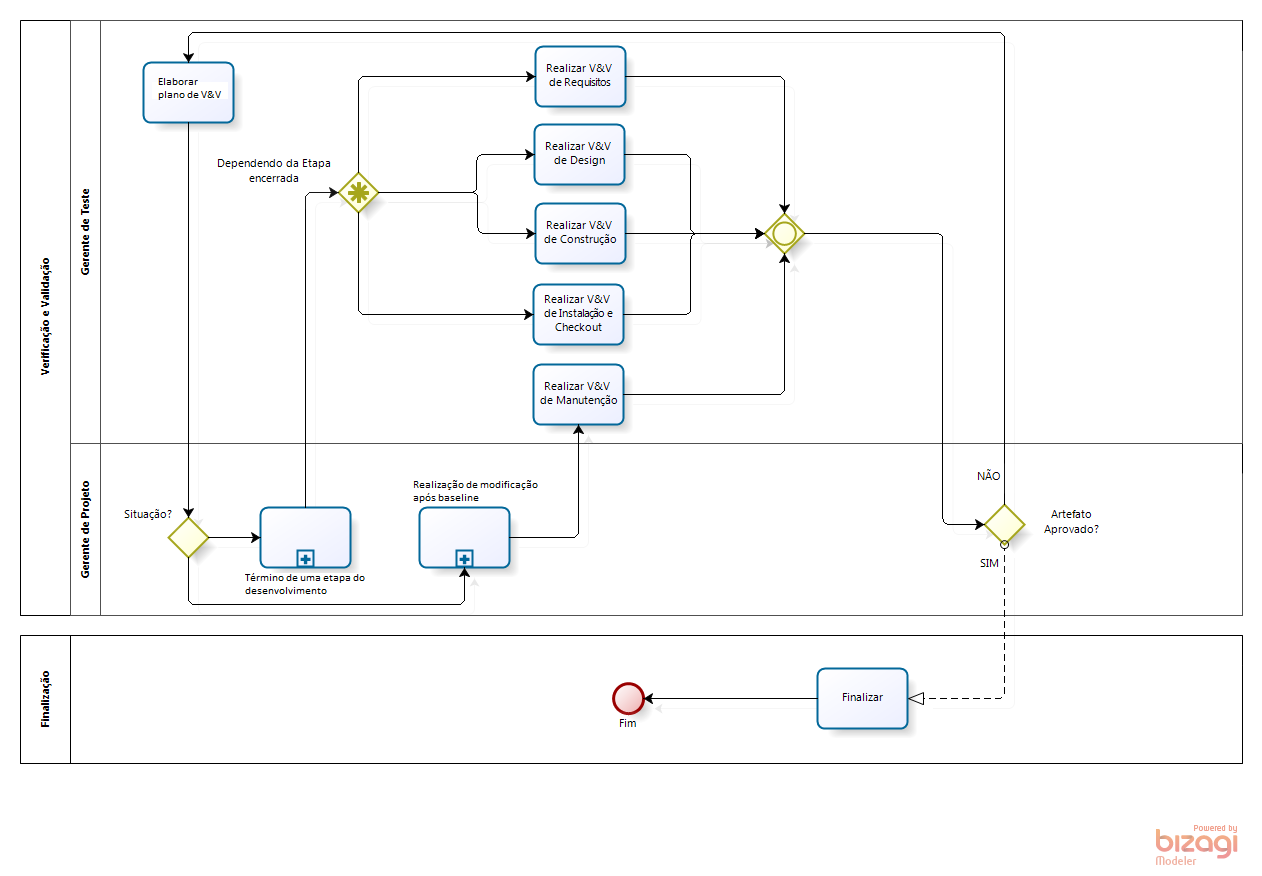 Verificação e Validação
Gerente de Teste
Elaborar
plano de V&V
Dependendo da Etapa
encerrada
Realizar V&V
de Requisitos
Realizar V&V
de Design
Realizar V&V
de Construção
Realizar V&V
de Instalação e
Checkout
Realizar V&V
de Manutenção
Gerente de Projeto
Situação?
Término de uma etapa do
desenvolvimento
Realização de modificação
após baseline
NÃO
Artefato
Aprovado?
SIM
Finalização
Fim
Finalizar
Powered by
bizagi
Modeler